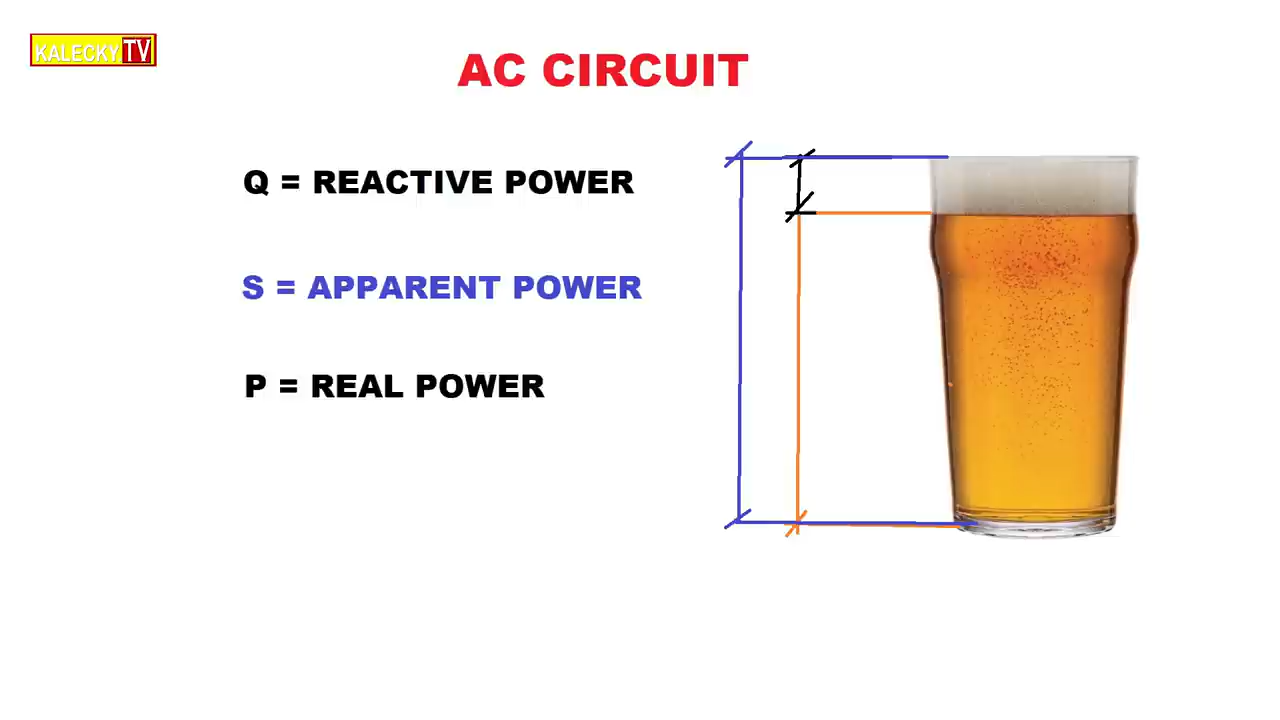 KALECKY TV
AC CIRCUIT
Q = REACTIVE POWER
S = APPARENT POWER
P = REAL POWER